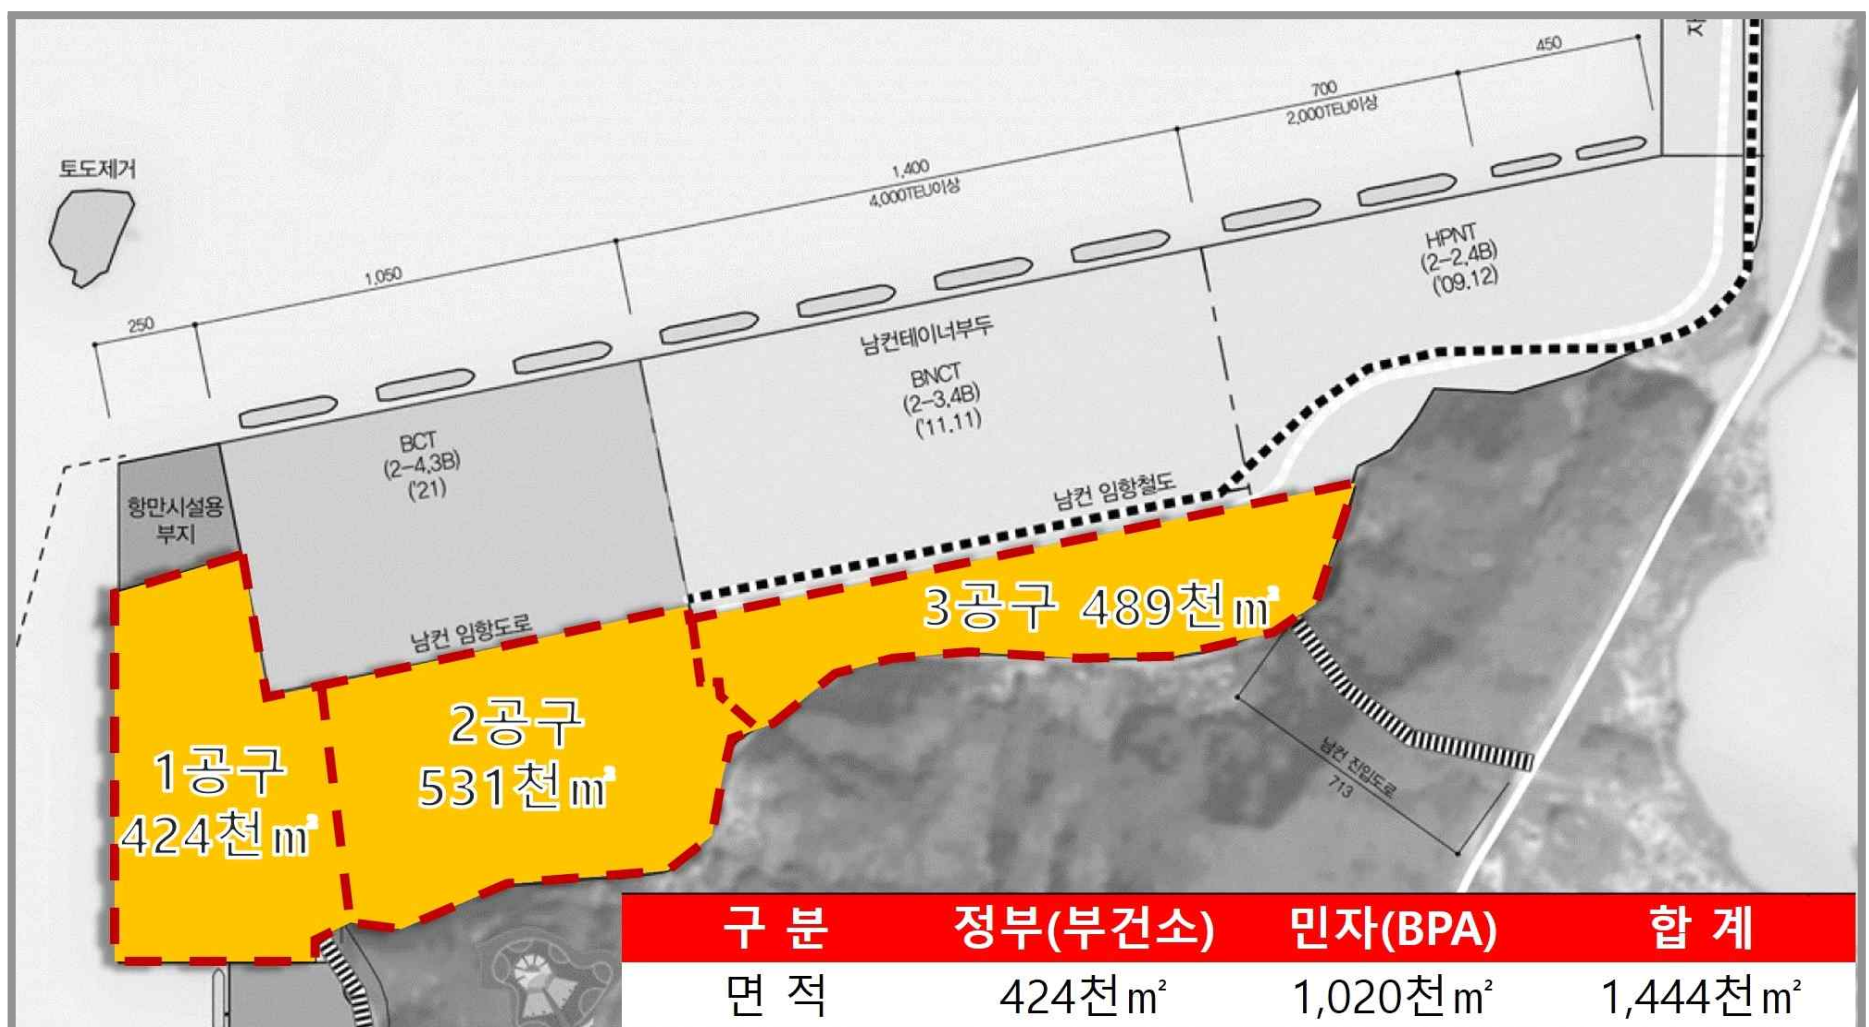 450
700
2,000TEU이상
토도제거
1,400
4,000TEU이상
1,050
250
HPNT
(2-2,4B)
('09.12)
남컨테이너부두
BNCT
(2-3,4B)
('11.11)
BCT
(2-4,3B)
('21)
항만시설용
부지
남컨 임항철도
남컨 임항도로
3공구 489천㎡
2공구
531천㎡
1공구
424천㎡
남컨 진입도로
713
구 분 정부(부건소) 민자(BPA) 합 계
면 적 424천㎡ 1,020천㎡ 1,444천㎡